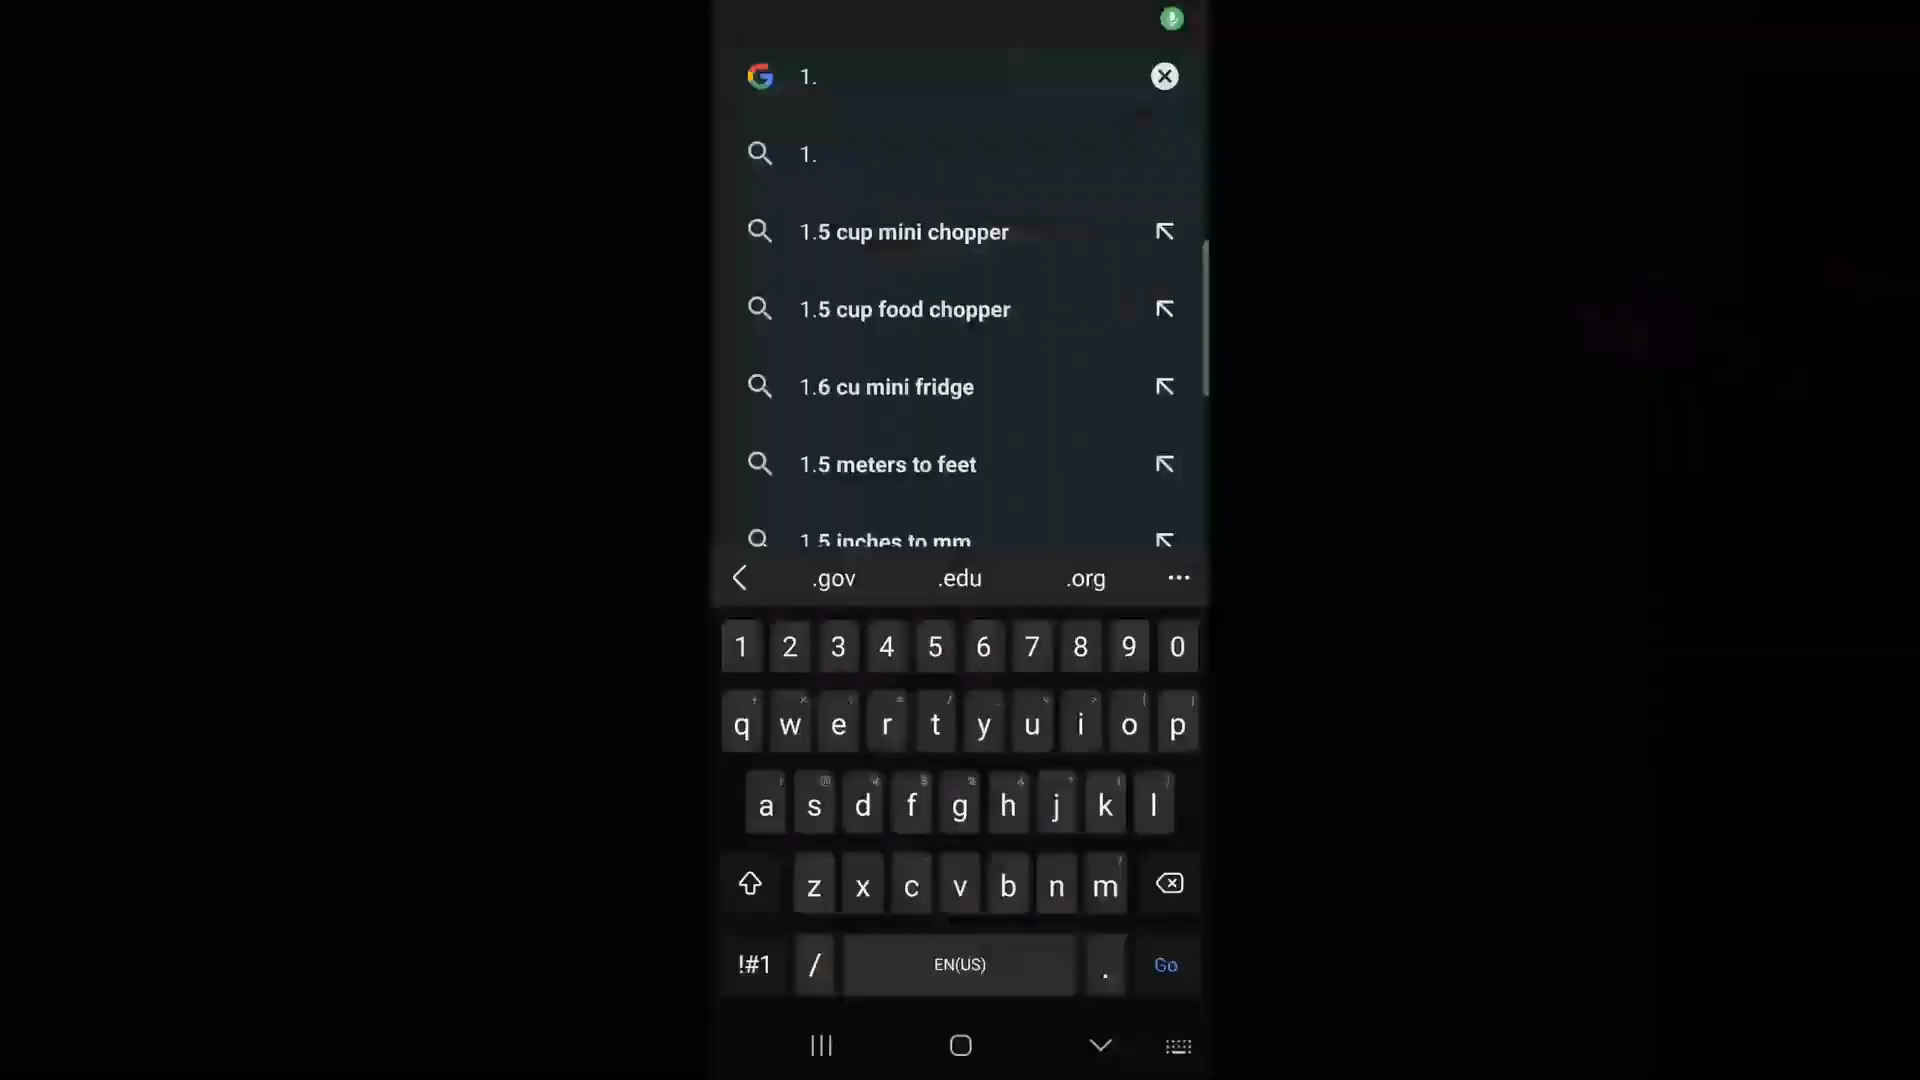 1.
1.
1.5 cup mini chopper
1.5 cup food chopper
1.6 cu mini fridge
1.5 meters to feet
1.5 inches to mm
.gov .edu .org ...
1 2 3 4 5 6 7 8 9 0
q w e r t y u i o p
a s d f g h j k l
z x c v b n m
!#1 / EN(US) . Go